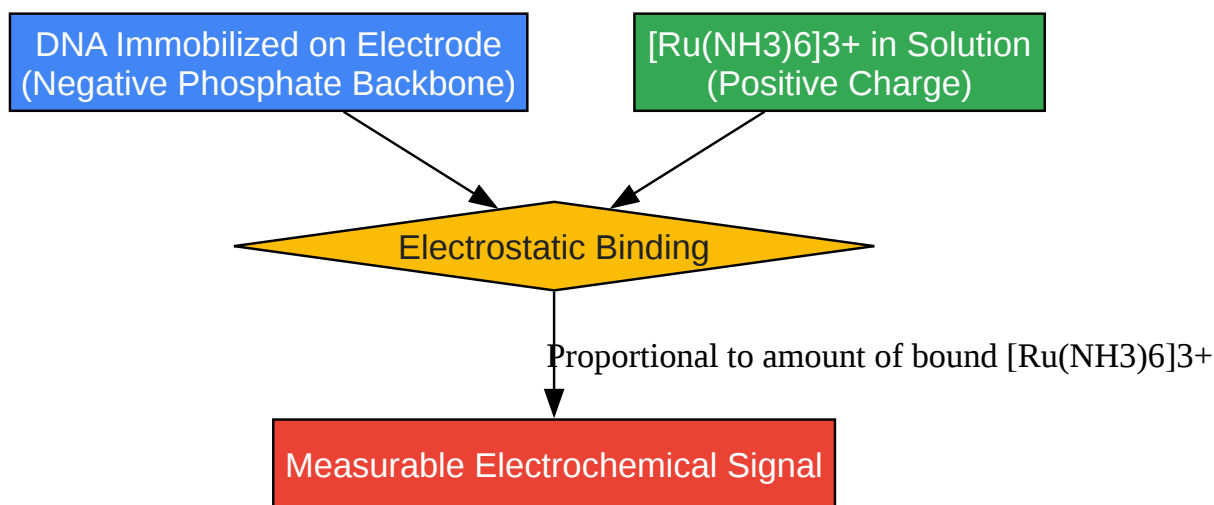 DNA Immobilized on Electrode
(Negative Phosphate Backbone)
[Ru(NH3)6]3+ in Solution
(Positive Charge)
Electrostatic Binding
Proportional to amount of bound [Ru(NH3)6]3+
Measurable Electrochemical Signal